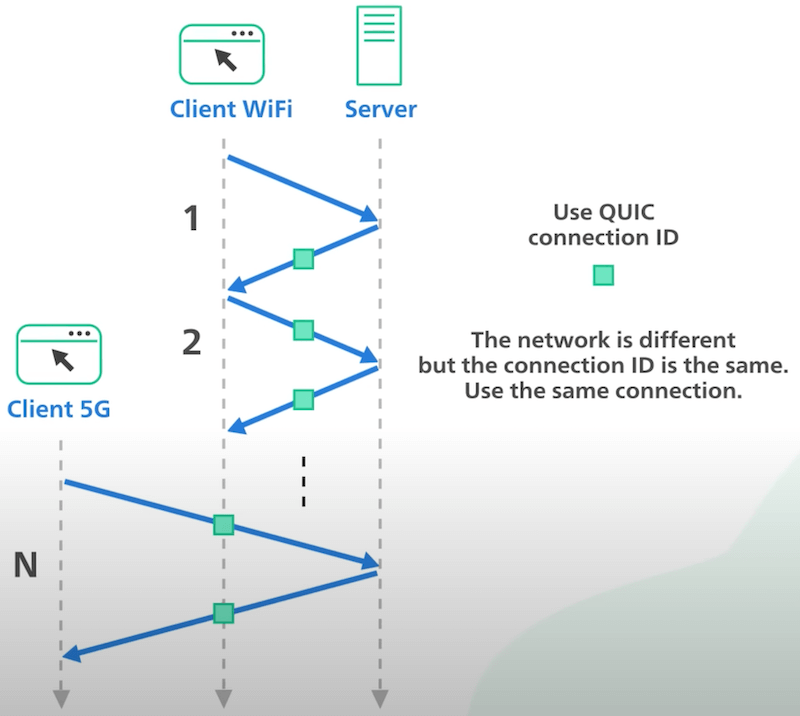 Client WiFi
Server
1
Use QUIC
connection ID
2
The network is different
but the connection ID is the same.
Use the same connection.
Client 5G
N